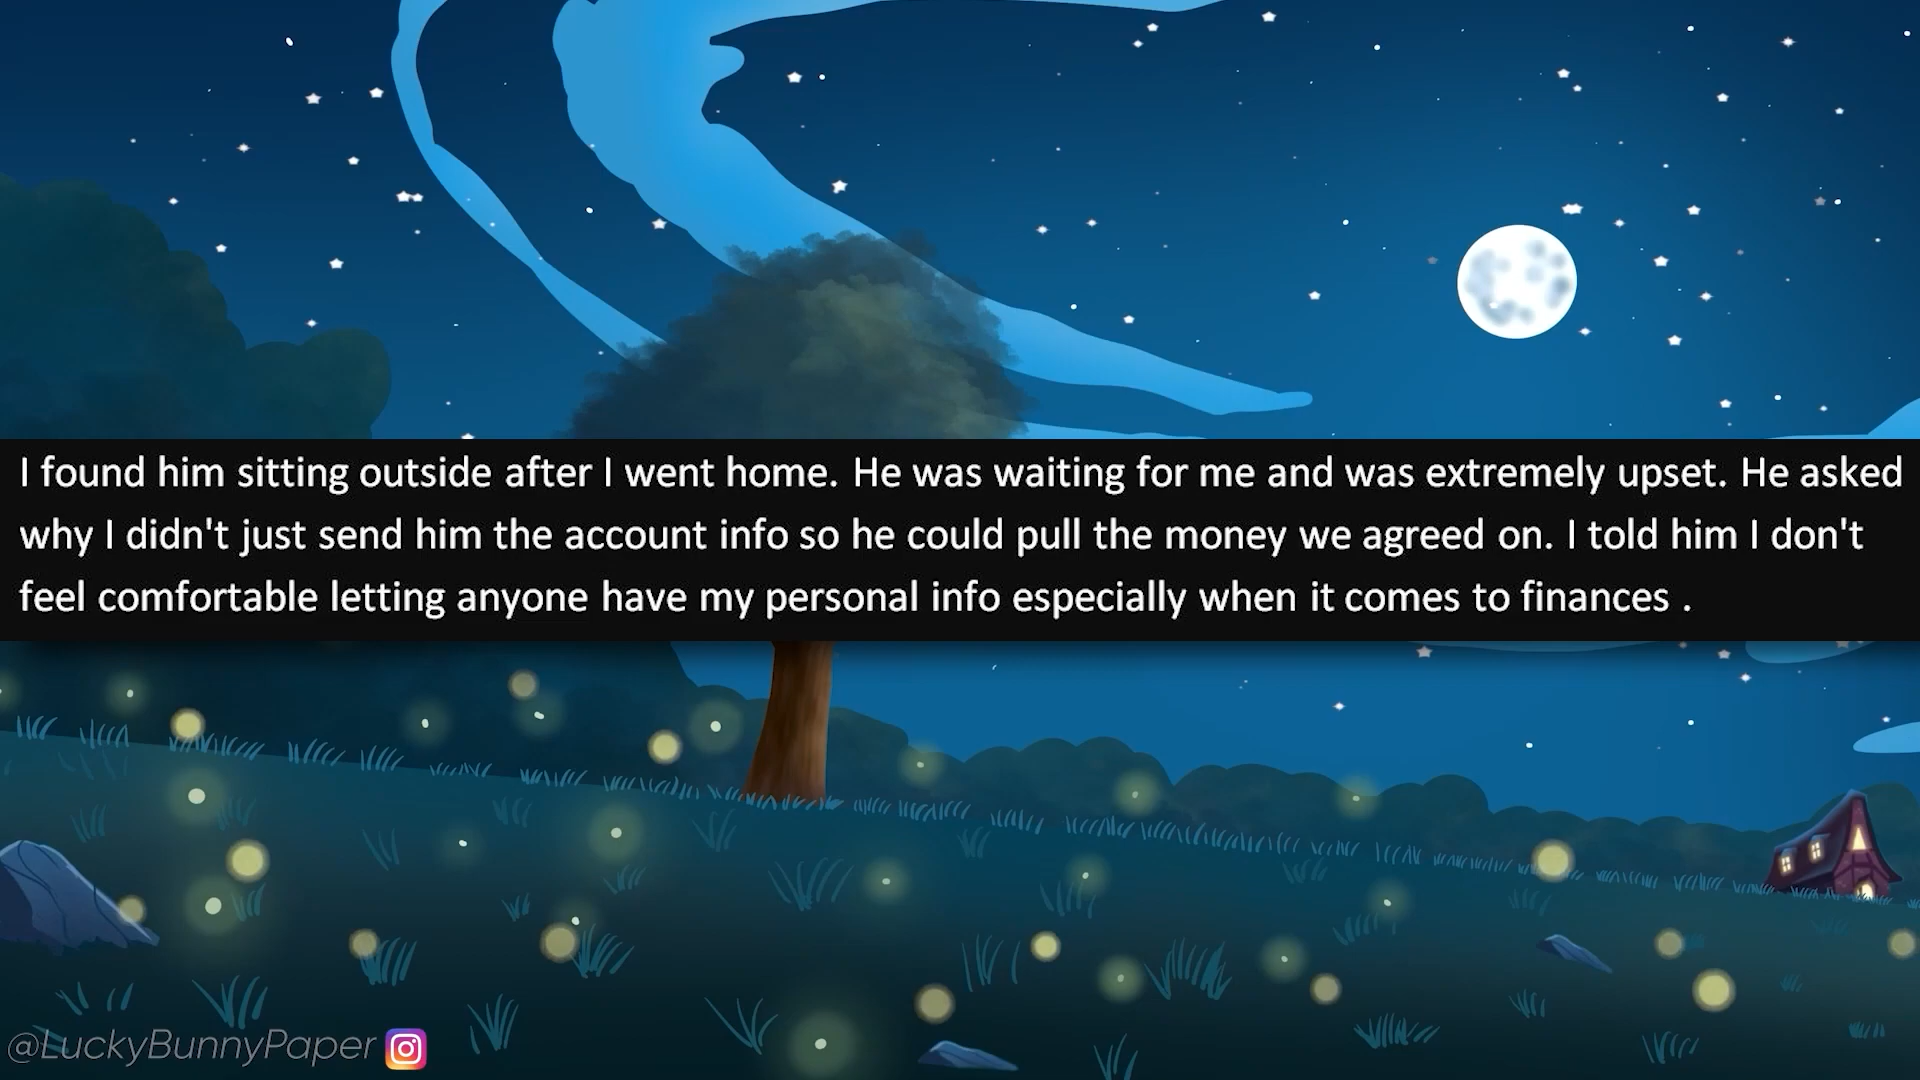 I found him sitting outside after I went home. He was waiting for me and was extremely upset. He asked
why I didn't just send him the account info so he could pull the money we agreed on. I told him I don't
feel comfortable letting anyone have my personal info especially when it comes to finances .
@LuckyBunnyPaper